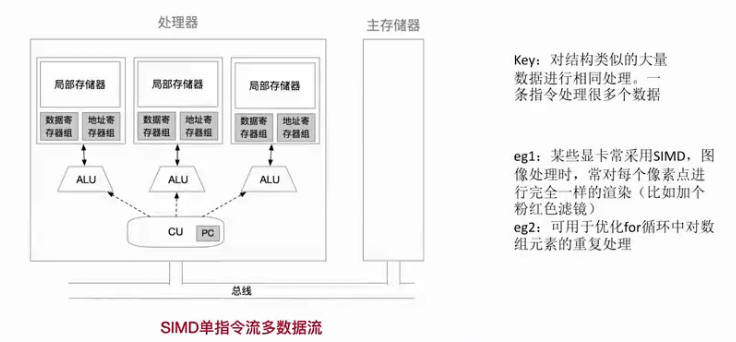 处理器
主存储器
局部存储器
局部存储器
局部存储器
数据寄
存器组
地址寄
存器组
数据寄
存器组
地址寄
存器组
数据寄
存器组
地址寄
存器组
ALU
ALU
ALU
CU
PC
总线
SIMD单指令流多数据流
Key：对结构类似的大量
数据进行相同处理。一
条指令处理很多个数据
eg1：某些显卡常采用SIMD，图
像处理时，常对每个像素点进
行完全一样的渲染（比如加个
粉红色滤镜）
eg2：可用于优化for循环中对数
组元素的重复处理